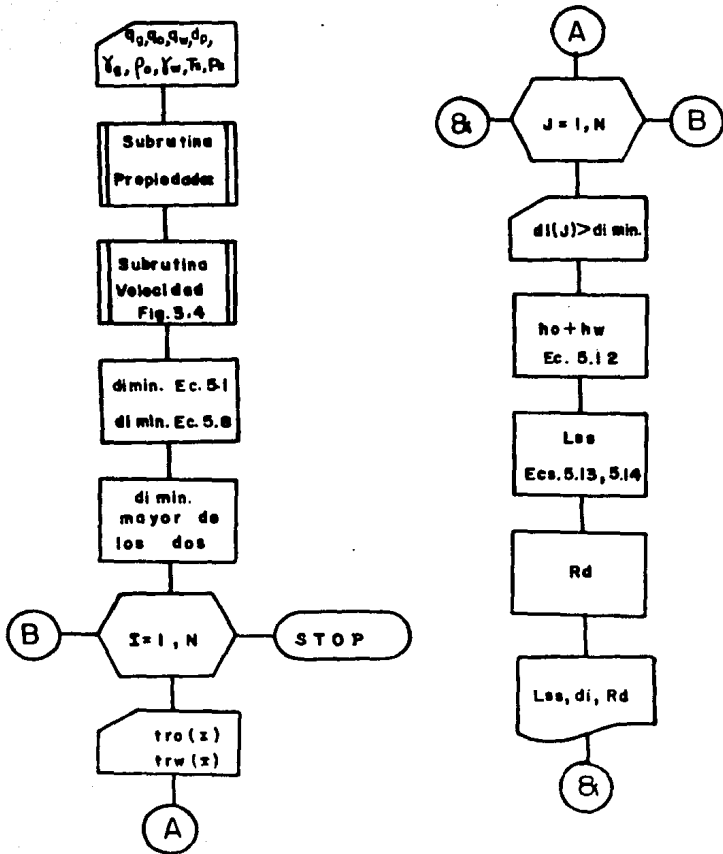 qg,qo,qw,dp,
γg, ρo, γw, Ts, Ps
Subrutina
Propiedades
Subrutina
Velocidad
Fig. 5.4
dimin. Ec. 5.1
di min. Ec. 5.8
di min.
mayor de
los dos
B
I=1, N
STOP
tro(I)
trw(I)
A
A
&
J=1, N
B
di(J)>di min.
ho+hw
Ec. 5.12
Lss
Ecs. 5.13, 5.14
Rd
Lss, di, Rd
&